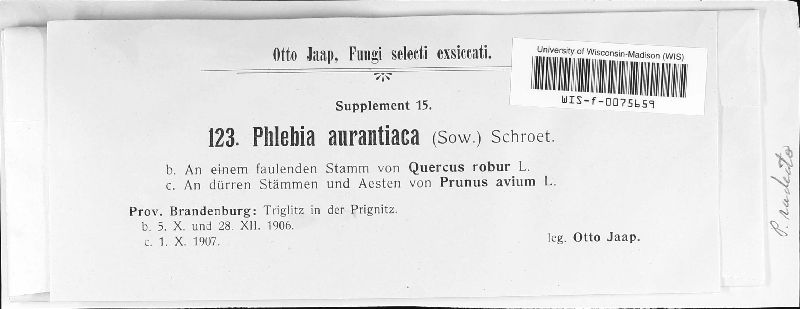 Otto Jaap, Fungi selecti exsiccati.
University of Wisconsin-Madison (WIS)
WIS-f-0075659
Supplement 15.
123. Phlebia aurantiaca (Sow.) Schroet.
b. An einem faulenden Stamm von Quercus robur L.
c. An dürren Stämmen und Aesten von Prunus avium L.
Prov. Brandenburg: Triglitz in der Prignitz.
b. 5. X. und 28. XII. 1906.
c. 1. X. 1907.
leg. Otto Jaap.
P. radiata